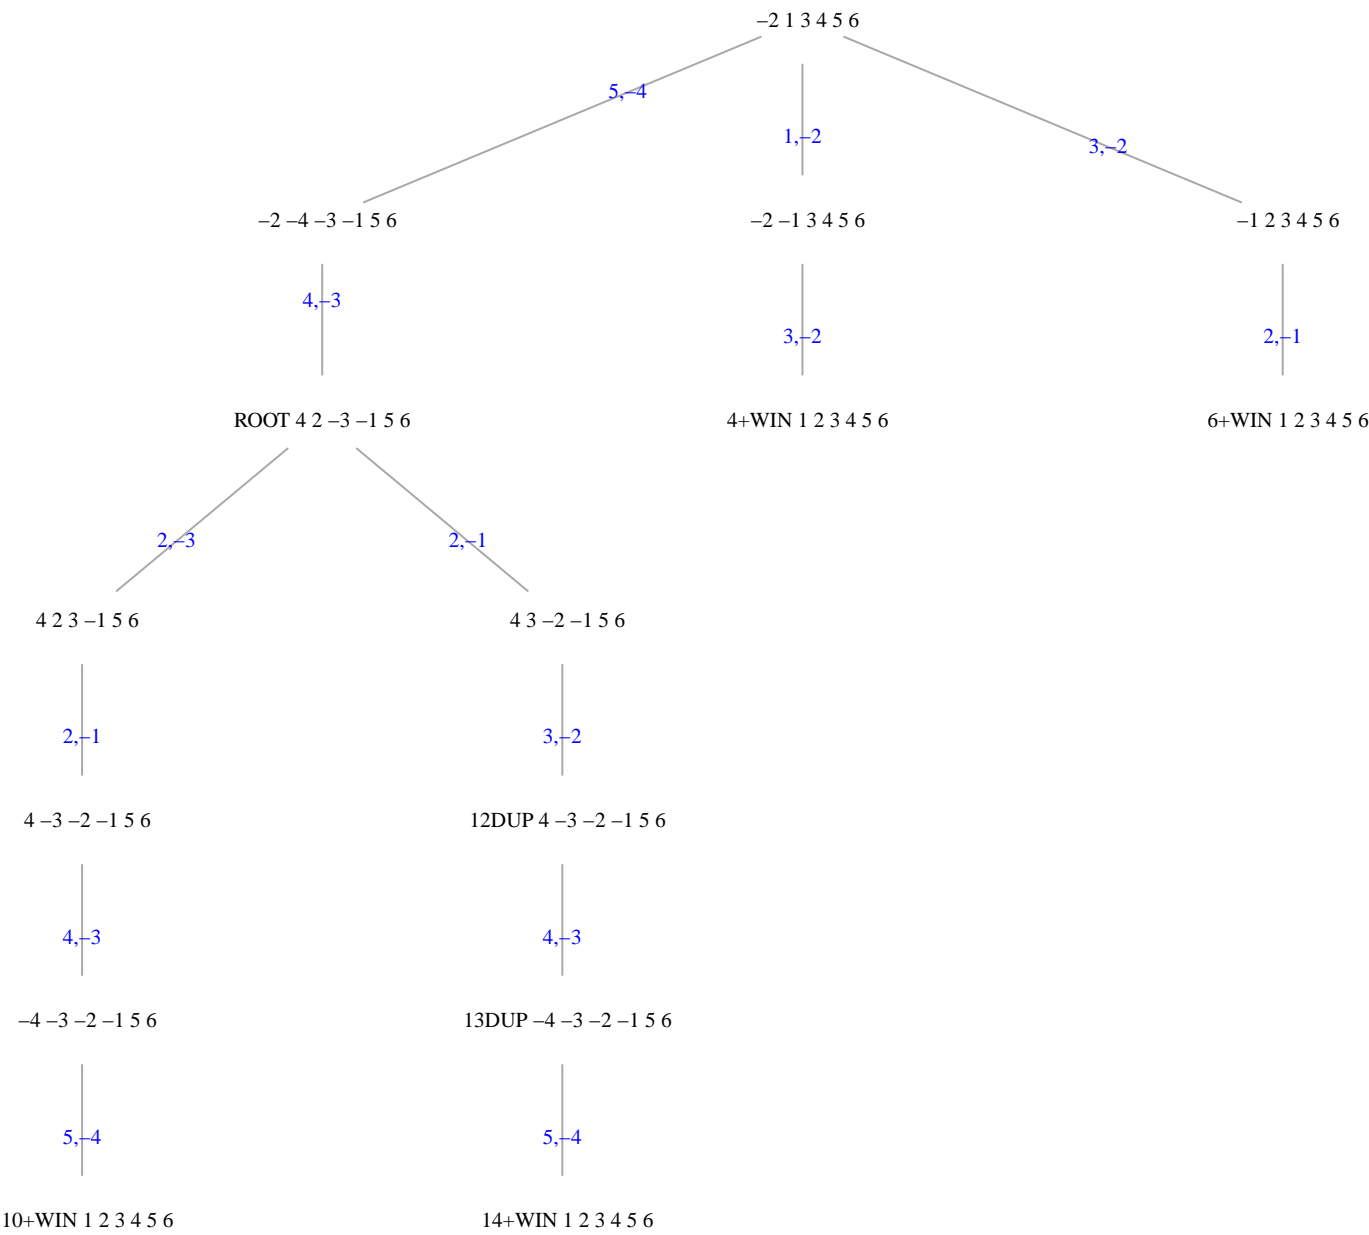 –2 1 3 4 5 6
5,–4
1,–2
3,–2
–2 –4 –3 –1 5 6
–2 –1 3 4 5 6
–1 2 3 4 5 6
4,–3
3,–2
2,–1
ROOT 4 2 –3 –1 5 6
4+WIN 1 2 3 4 5 6
6+WIN 1 2 3 4 5 6
2,–3
2,–1
4 2 3 –1 5 6
4 3 –2 –1 5 6
2,–1
3,–2
4 –3 –2 –1 5 6
12DUP 4 –3 –2 –1 5 6
4,–3
4,–3
–4 –3 –2 –1 5 6
13DUP –4 –3 –2 –1 5 6
5,–4
5,–4
10+WIN 1 2 3 4 5 6
14+WIN 1 2 3 4 5 6